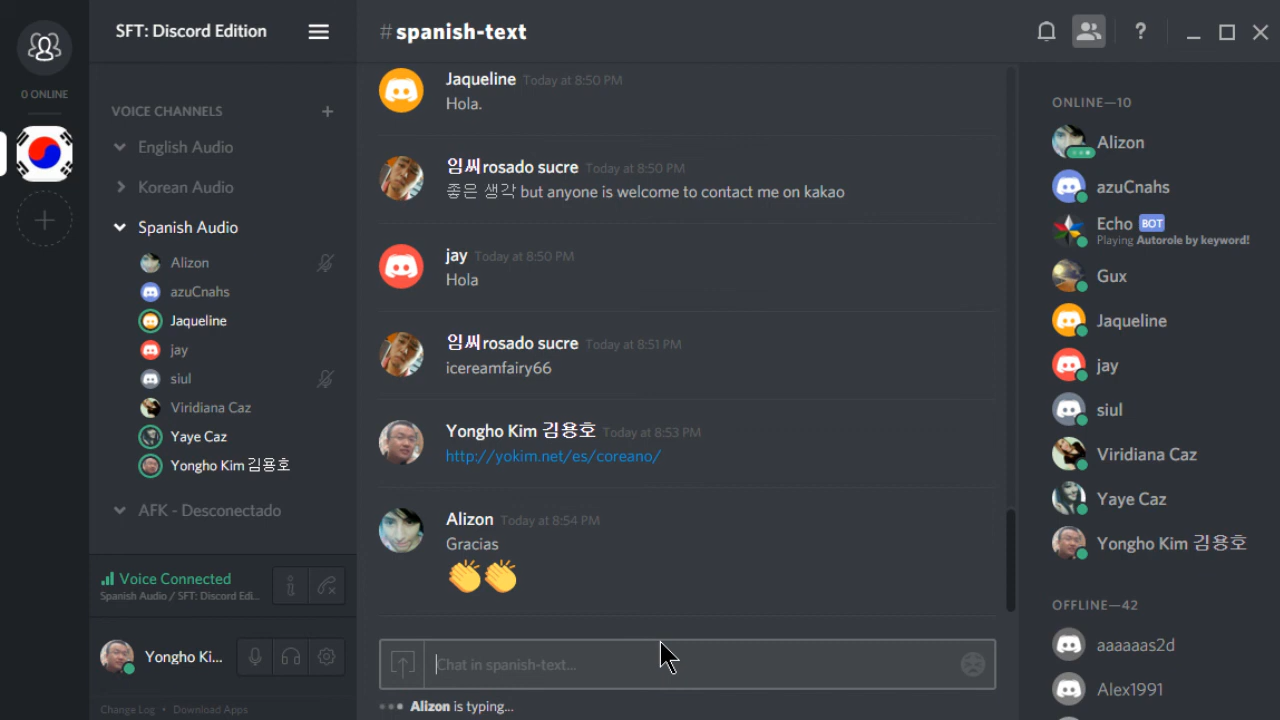 0 ONLINE
SFT: Discord Edition
VOICE CHANNELS
English Audio
Korean Audio
Spanish Audio
Alizon
azuCnahs
Jaqueline
jay
siul
Viridiana Caz
Yaye Caz
Yongho Kim 김용호
AFK - Desconectado
Voice Connected
Spanish Audio / SFT: Discord Edi...
Yongho Ki...
Change Log • Download Apps
# spanish-text
Jaqueline Today at 8:50 PM
Hola.
임씨rosado sucre Today at 8:50 PM
좋은 생각 but anyone is welcome to contact me on kakao
jay Today at 8:50 PM
Hola
임씨rosado sucre Today at 8:51 PM
icereamfairy66
Yongho Kim 김용호 Today at 8:53 PM
http://yokim.net/es/coreano/
Alizon Today at 8:54 PM
Gracias
Chat in spanish-text...
Alizon is typing...
ONLINE—10
Alizon
azuCnahs
Echo BOT
Playing Autorole by keyword!
Gux
Jaqueline
jay
siul
Viridiana Caz
Yaye Caz
Yongho Kim 김용호
OFFLINE—42
aaaaaas2d
Alex1991